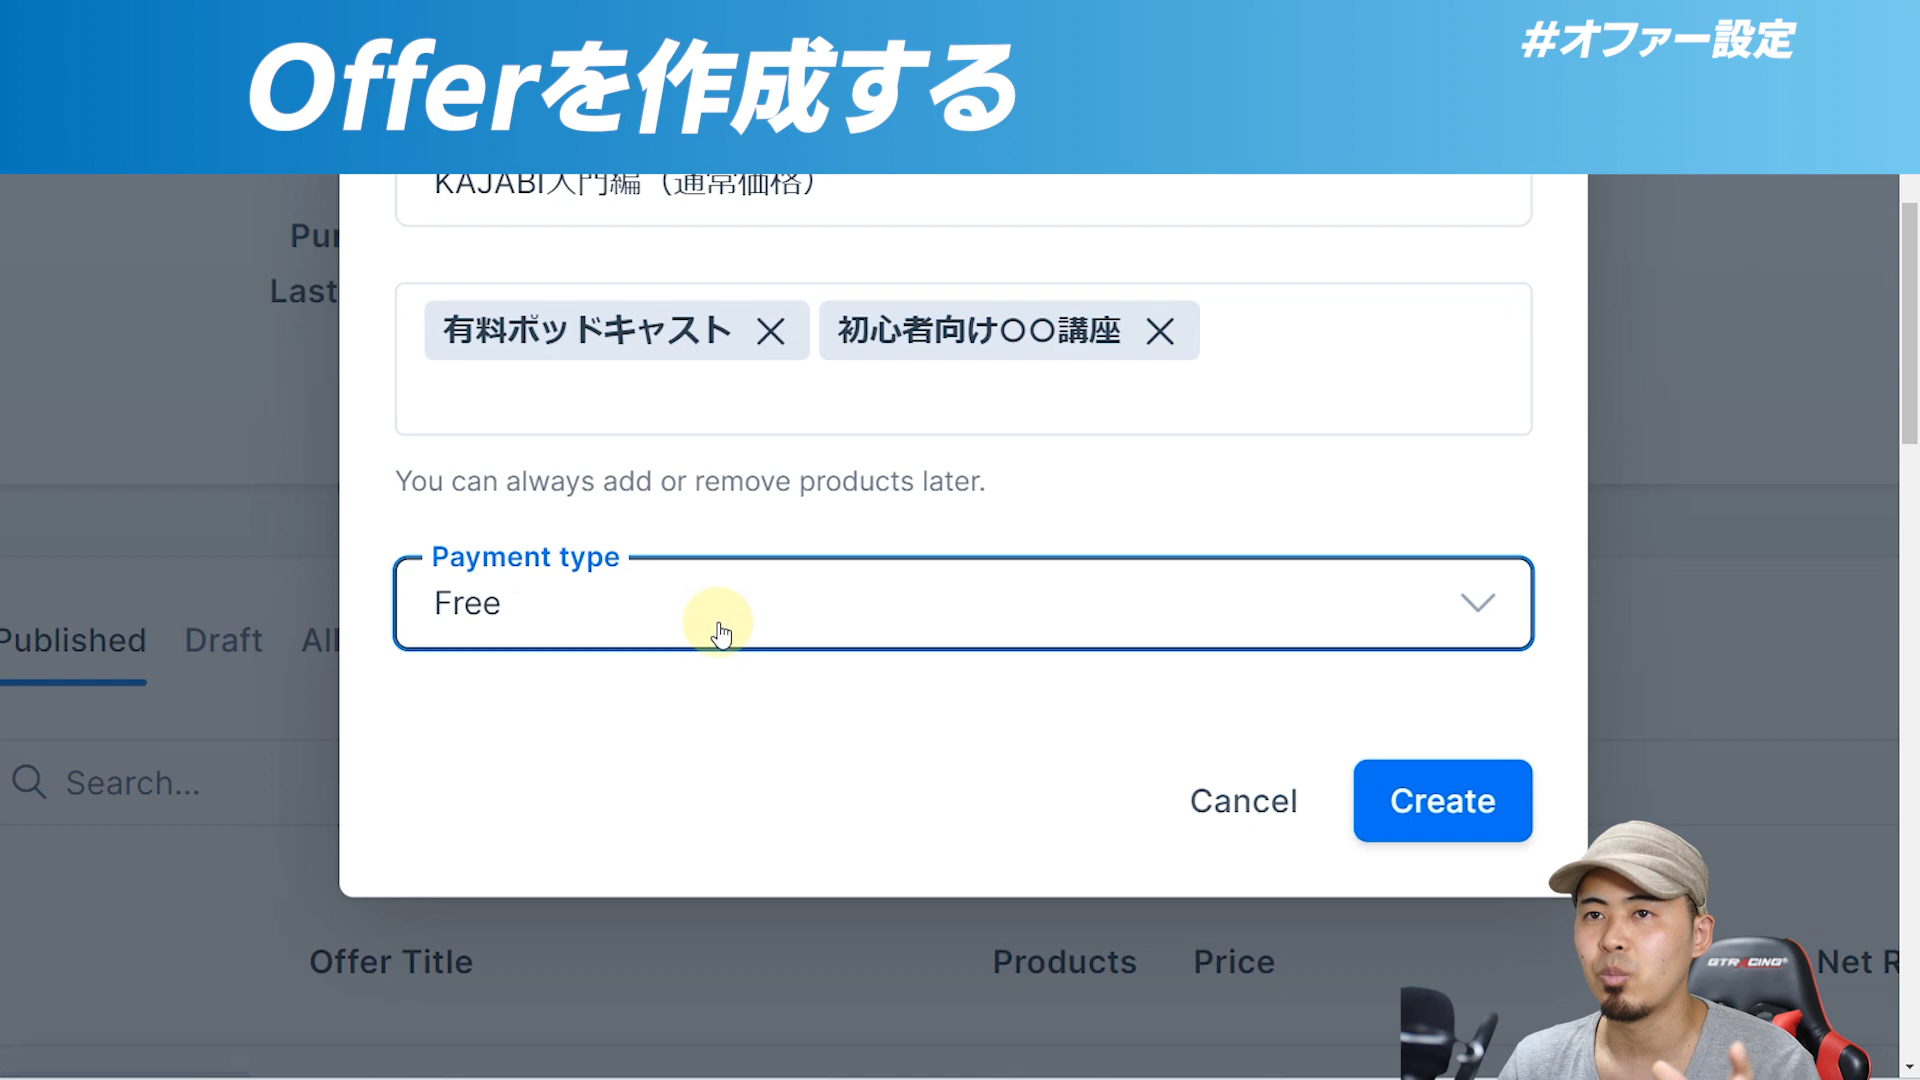 Offerを作成する
#オファー設定
KAJABI入門編（通常価格）
Pur
Last
有料ポッドキャスト
初心者向け〇〇講座
You can always add or remove products later.
Payment type
Free
Published Draft All
Search...
Cancel
Create
Offer Title Products Price Net R
GTRACING